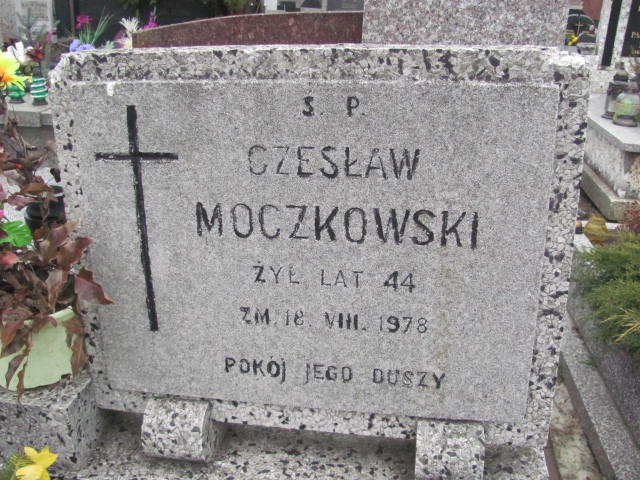 Ś. P.
CZESŁAW
MOCZKOWSKI
ŻYŁ LAT 44
ZM. 18. VIII. 1978
POKÓJ JEGO DUSZY